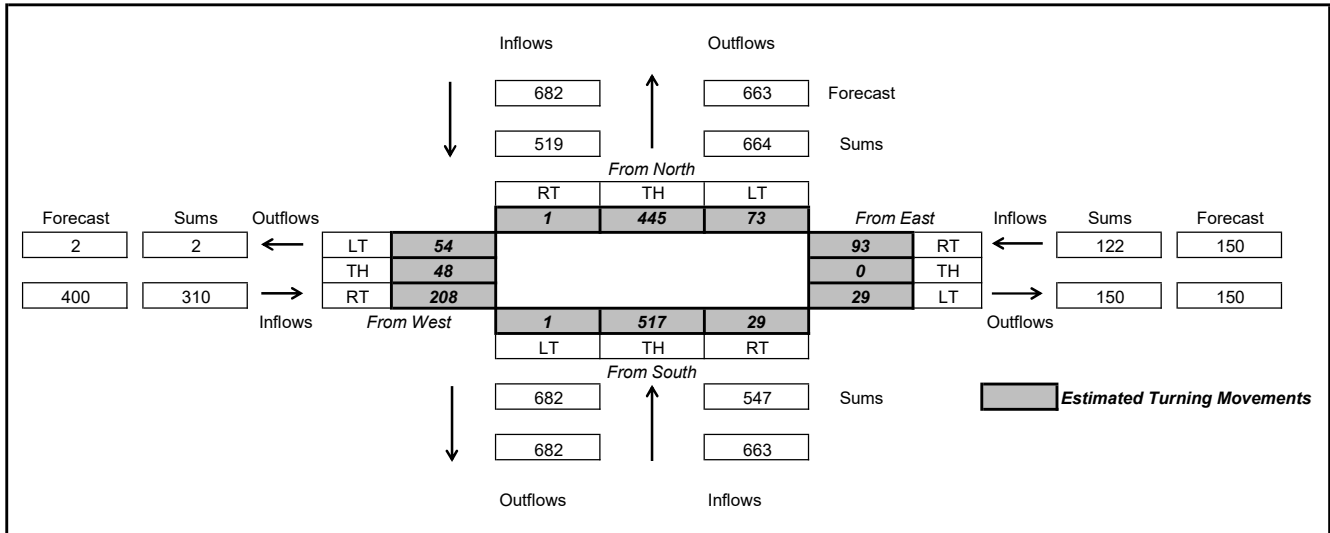 Inflows Outflows
682 663 Forecast
519 664 Sums
From North
RT TH LT
Forecast Sums Outflows 1 445 73 From East Inflows Sums Forecast
2 2 LT 54 93 RT 122 150
TH 48 0 TH
400 310 RT 208 29 LT 150 150
Inflows From West 1 517 29 Outflows
LT TH RT
From South
682 547 Sums Estimated Turning Movements
682 663
Outflows Inflows